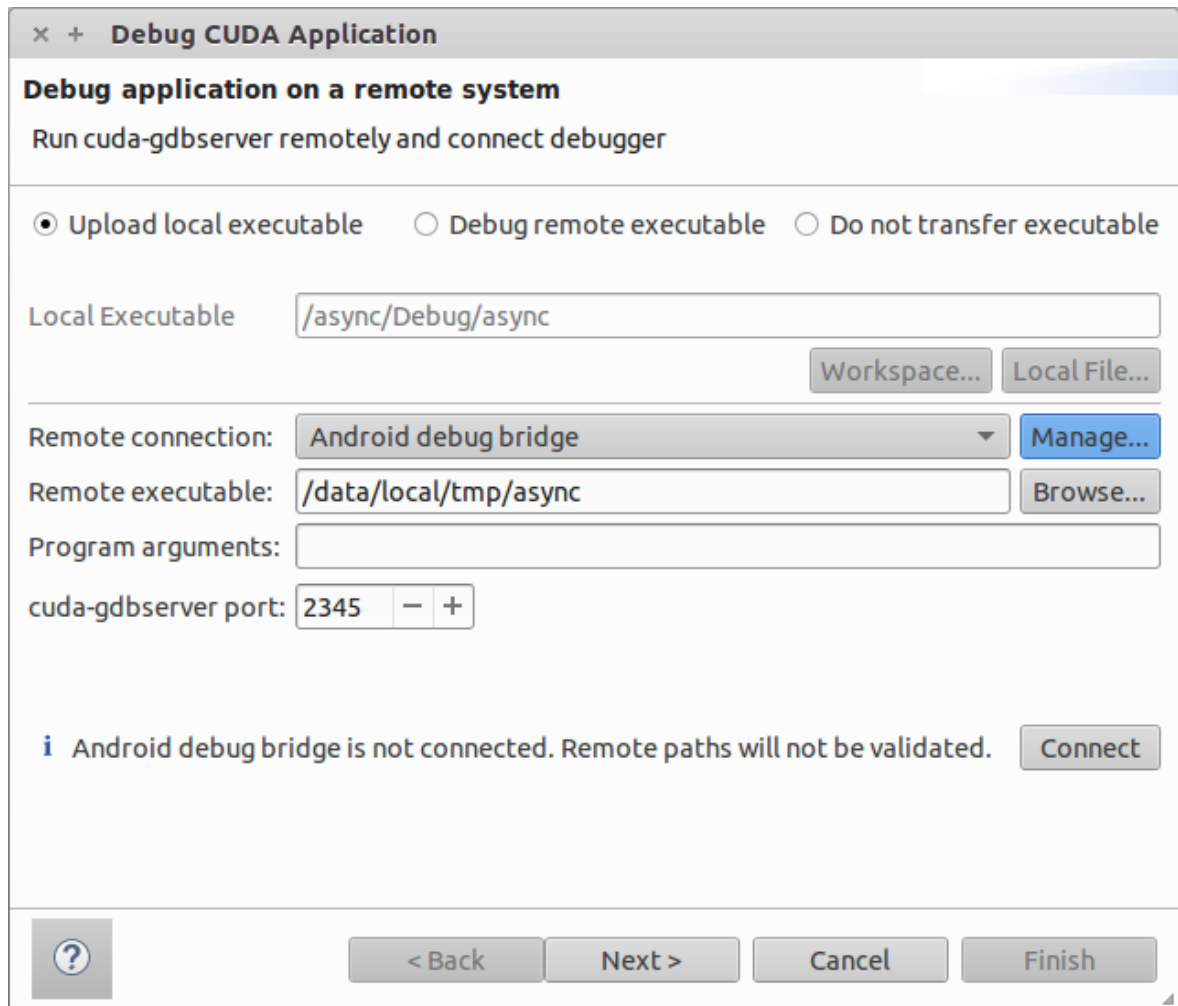 Debug CUDA Application
Debug application on a remote system
Run cuda-gdbserver remotely and connect debugger
Upload local executable Debug remote executable Do not transfer executable
Local Executable /async/Debug/async
Workspace... Local File...
Remote connection: Android debug bridge Manage...
Remote executable: /data/local/tmp/async Browse...
Program arguments:
cuda-gdbserver port: 2345 − +
i Android debug bridge is not connected. Remote paths will not be validated. Connect
? < Back Next > Cancel Finish